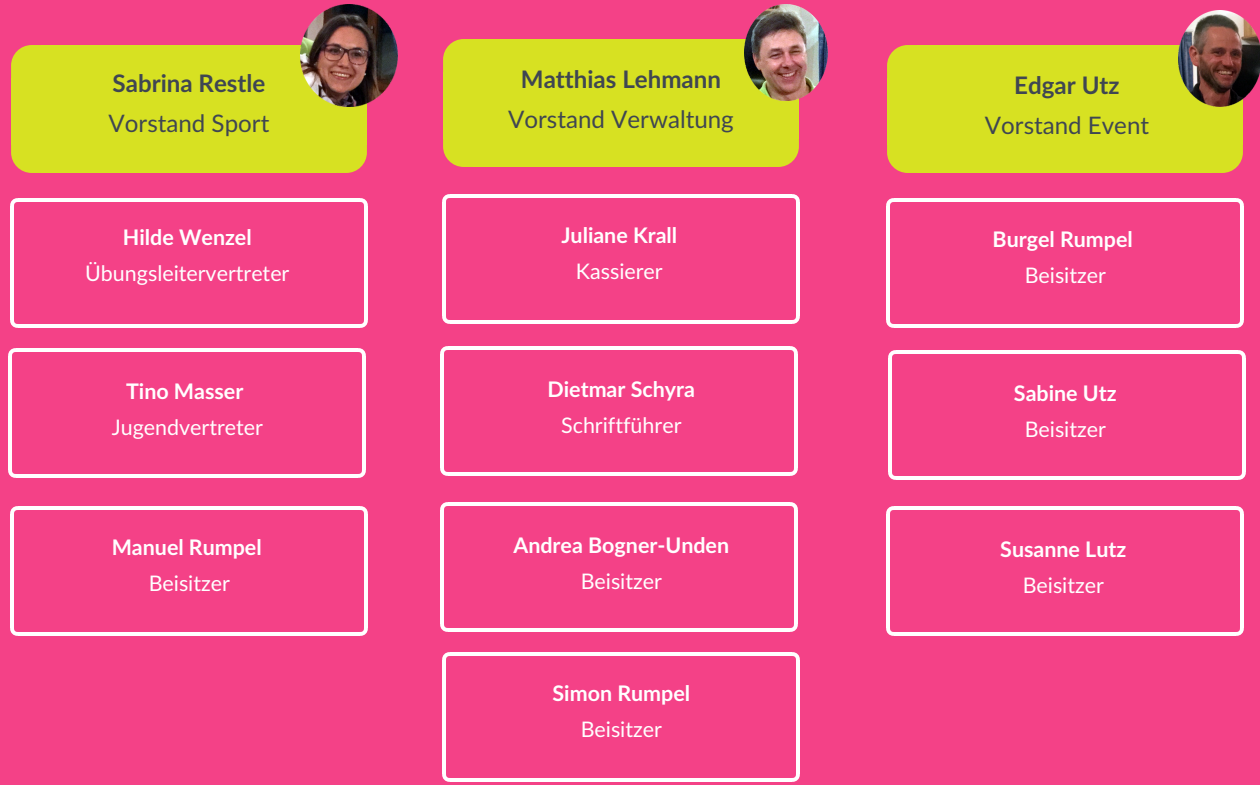 Sabrina Restle
Vorstand Sport
Hilde Wenzel
Übungsleitervertreter
Tino Masser
Jugendvertreter
Manuel Rumpel
Beisitzer
Matthias Lehmann
Vorstand Verwaltung
Juliane Krall
Kassierer
Dietmar Schyra
Schriftführer
Andrea Bogner-Unden
Beisitzer
Simon Rumpel
Beisitzer
Edgar Utz
Vorstand Event
Burgel Rumpel
Beisitzer
Sabine Utz
Beisitzer
Susanne Lutz
Beisitzer